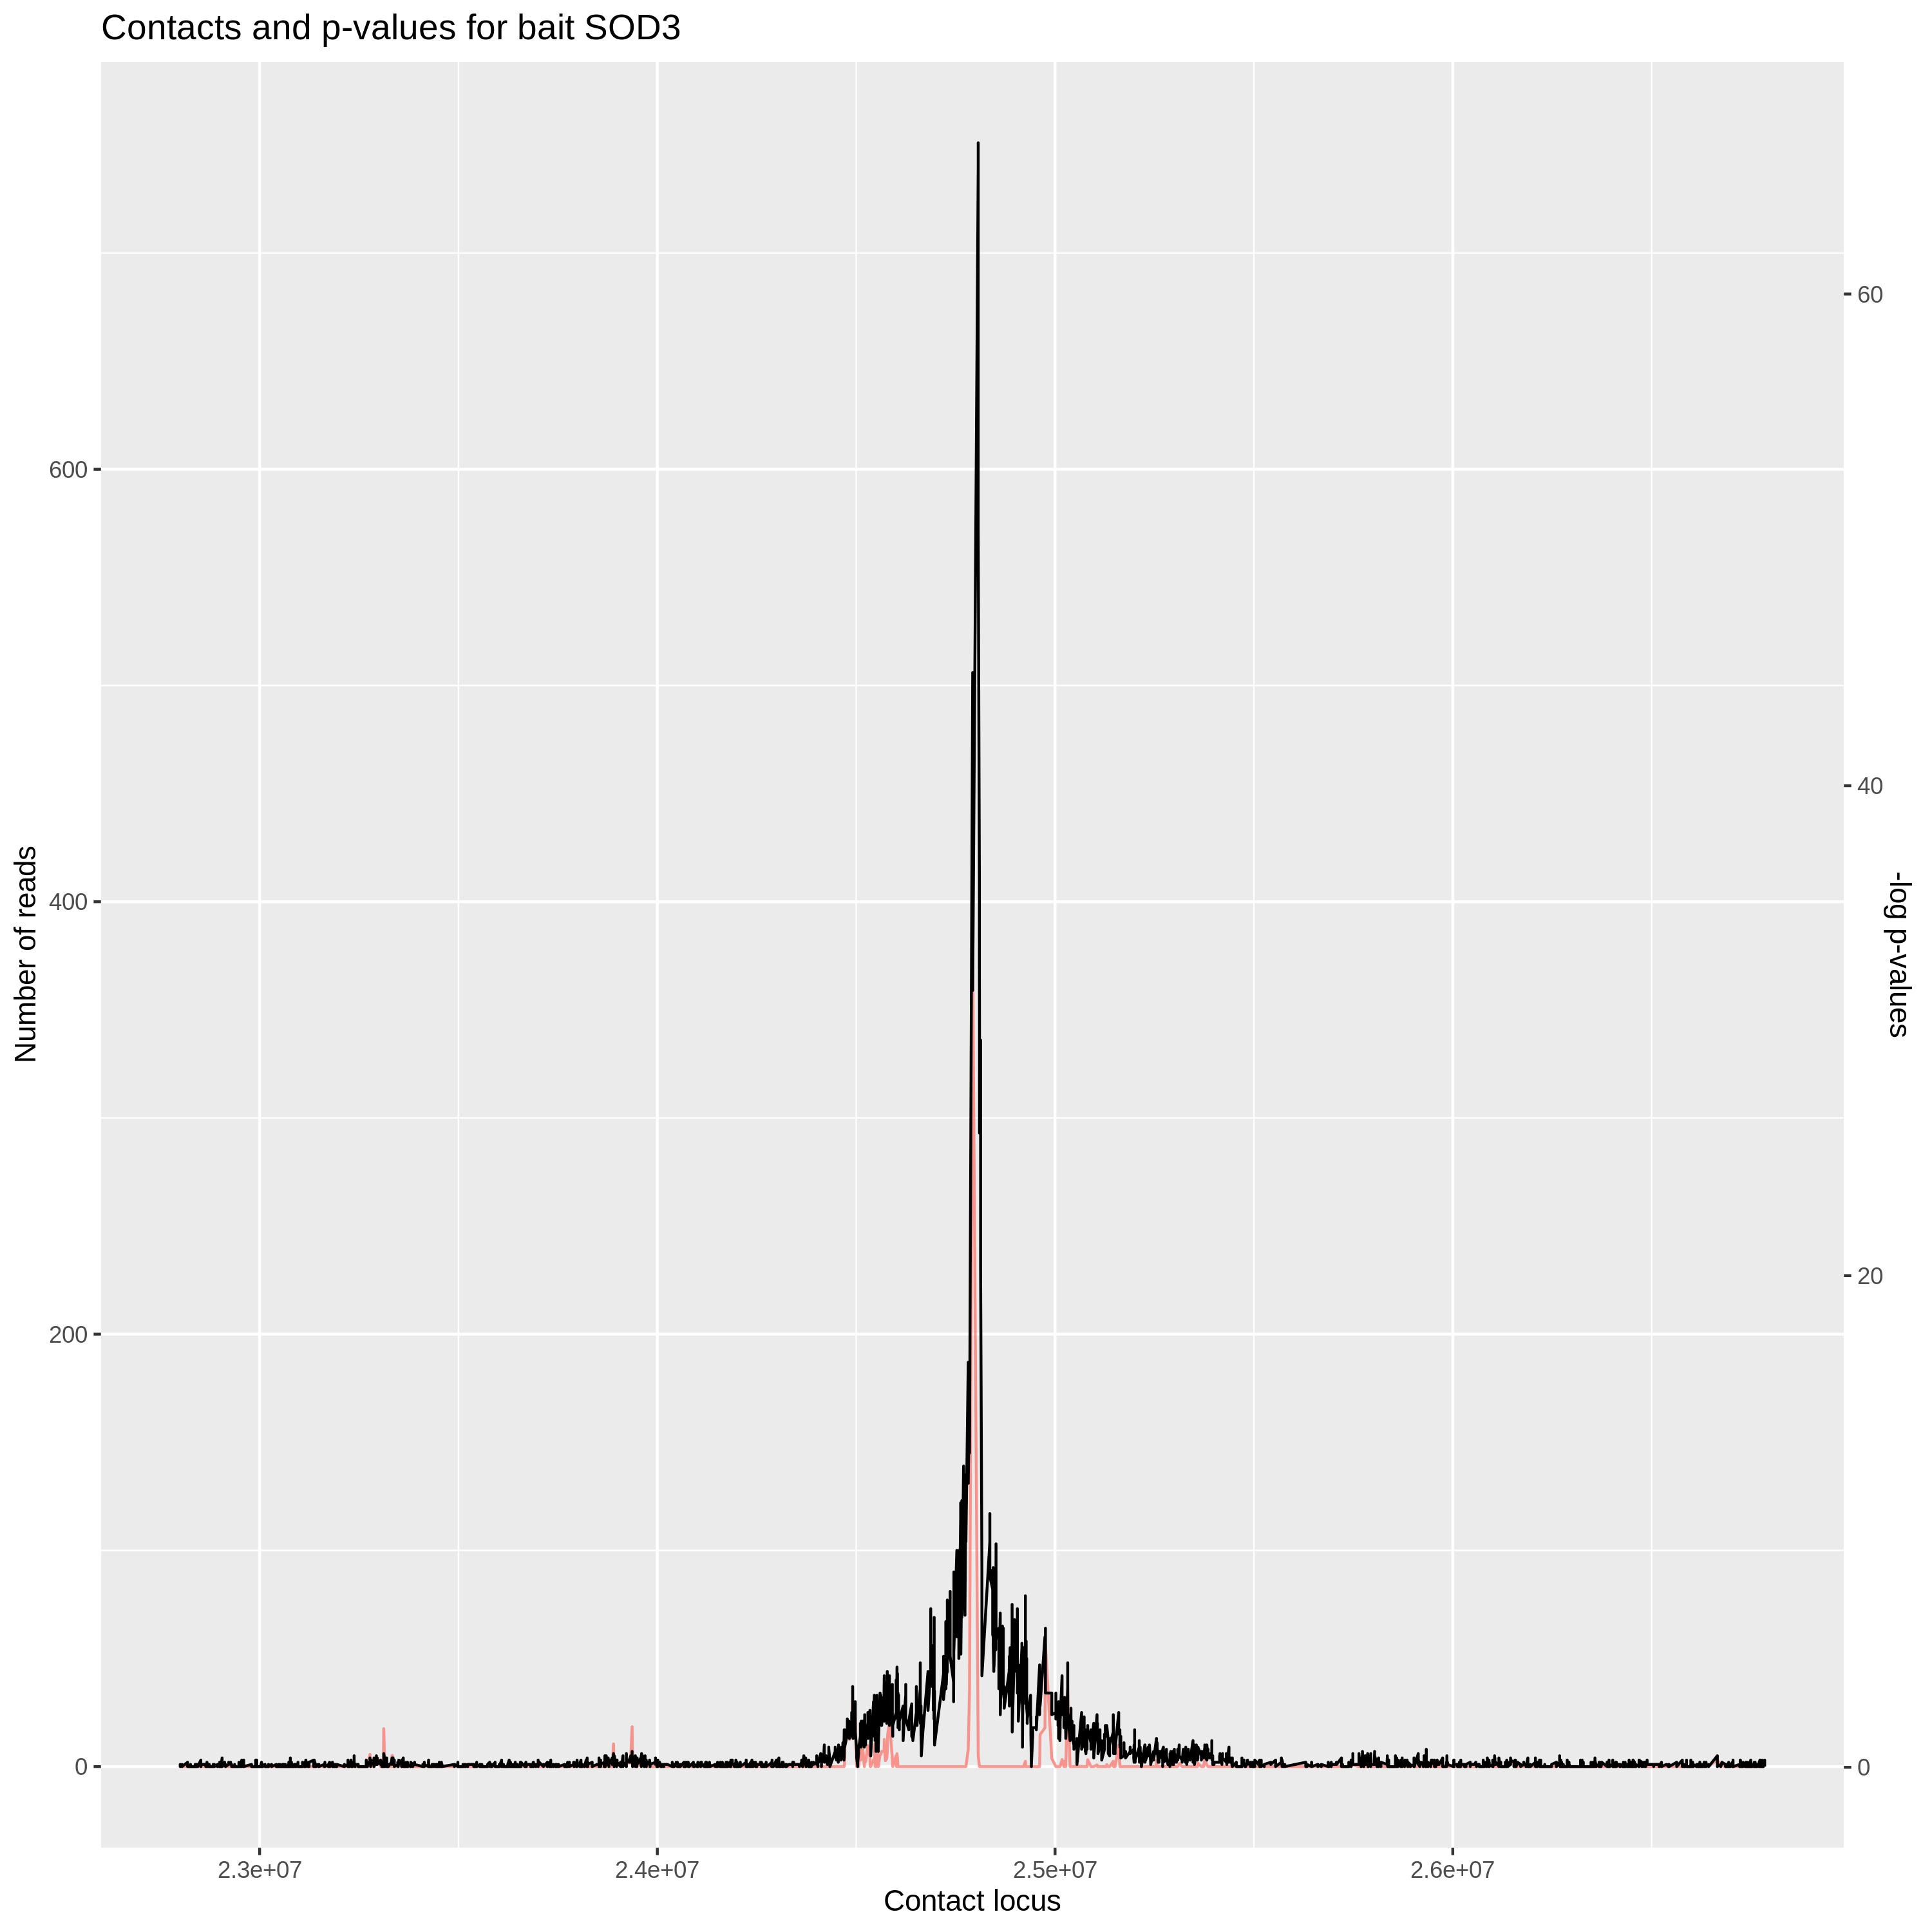 Contacts and p-values for bait SOD3
600
400
200
0
Number of reads
60
40
20
0
-log p-values
2.3e+07 2.4e+07 2.5e+07 2.6e+07
Contact locus